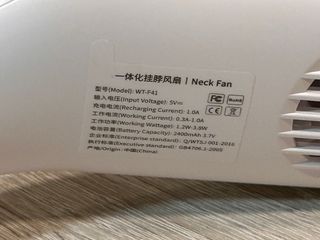 一体化挂脖风扇 | Neck Fan
型号(Model): WT-F41
输入电压(Input Voltage): 5V⎓
充电电流(Recharging Current): 1.0A
工作电流(Working Current): 0.3A-1.0A
工作功率(Working Wattage): 1.2W-3.8W
电池容量(Battery Capacity): 2400mAh 3.7V
企业标准(Enterprise standard): Q/WTSJ 001-2016
执行标准(Executive standard): GB4706.1-2005
产地/Origin: 中国(China)
FC RoHS
CE